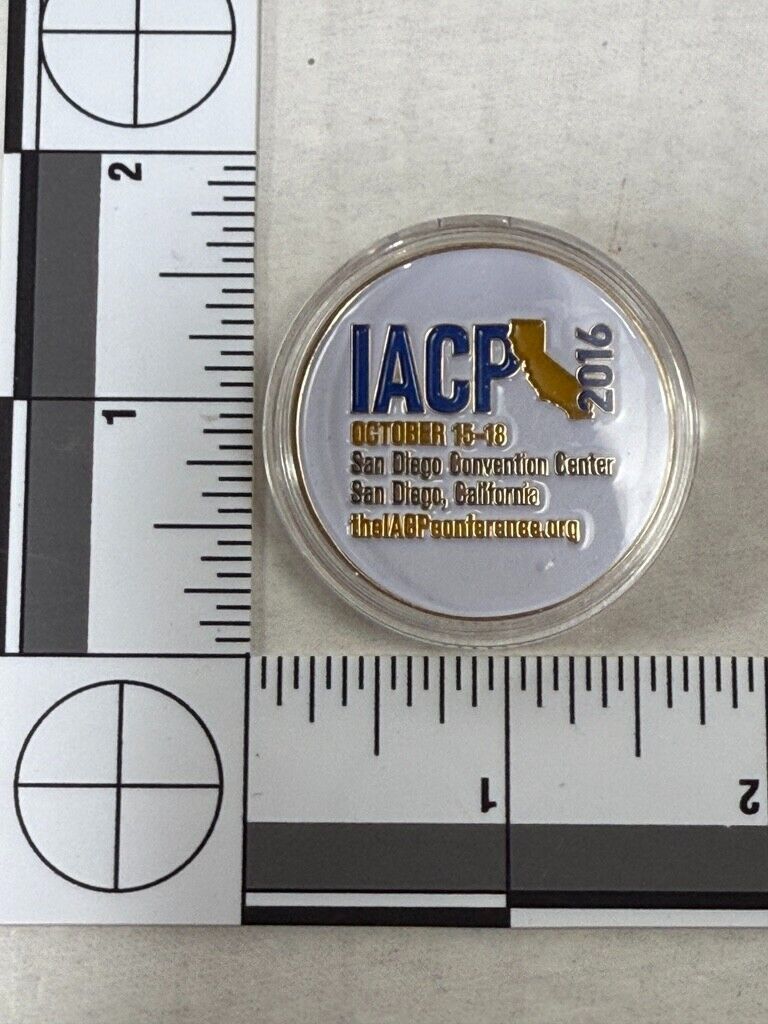 2
1
IACP 2016
OCTOBER 15-18
San Diego Convention Center
San Diego, California
theIACPconference.org
1
2